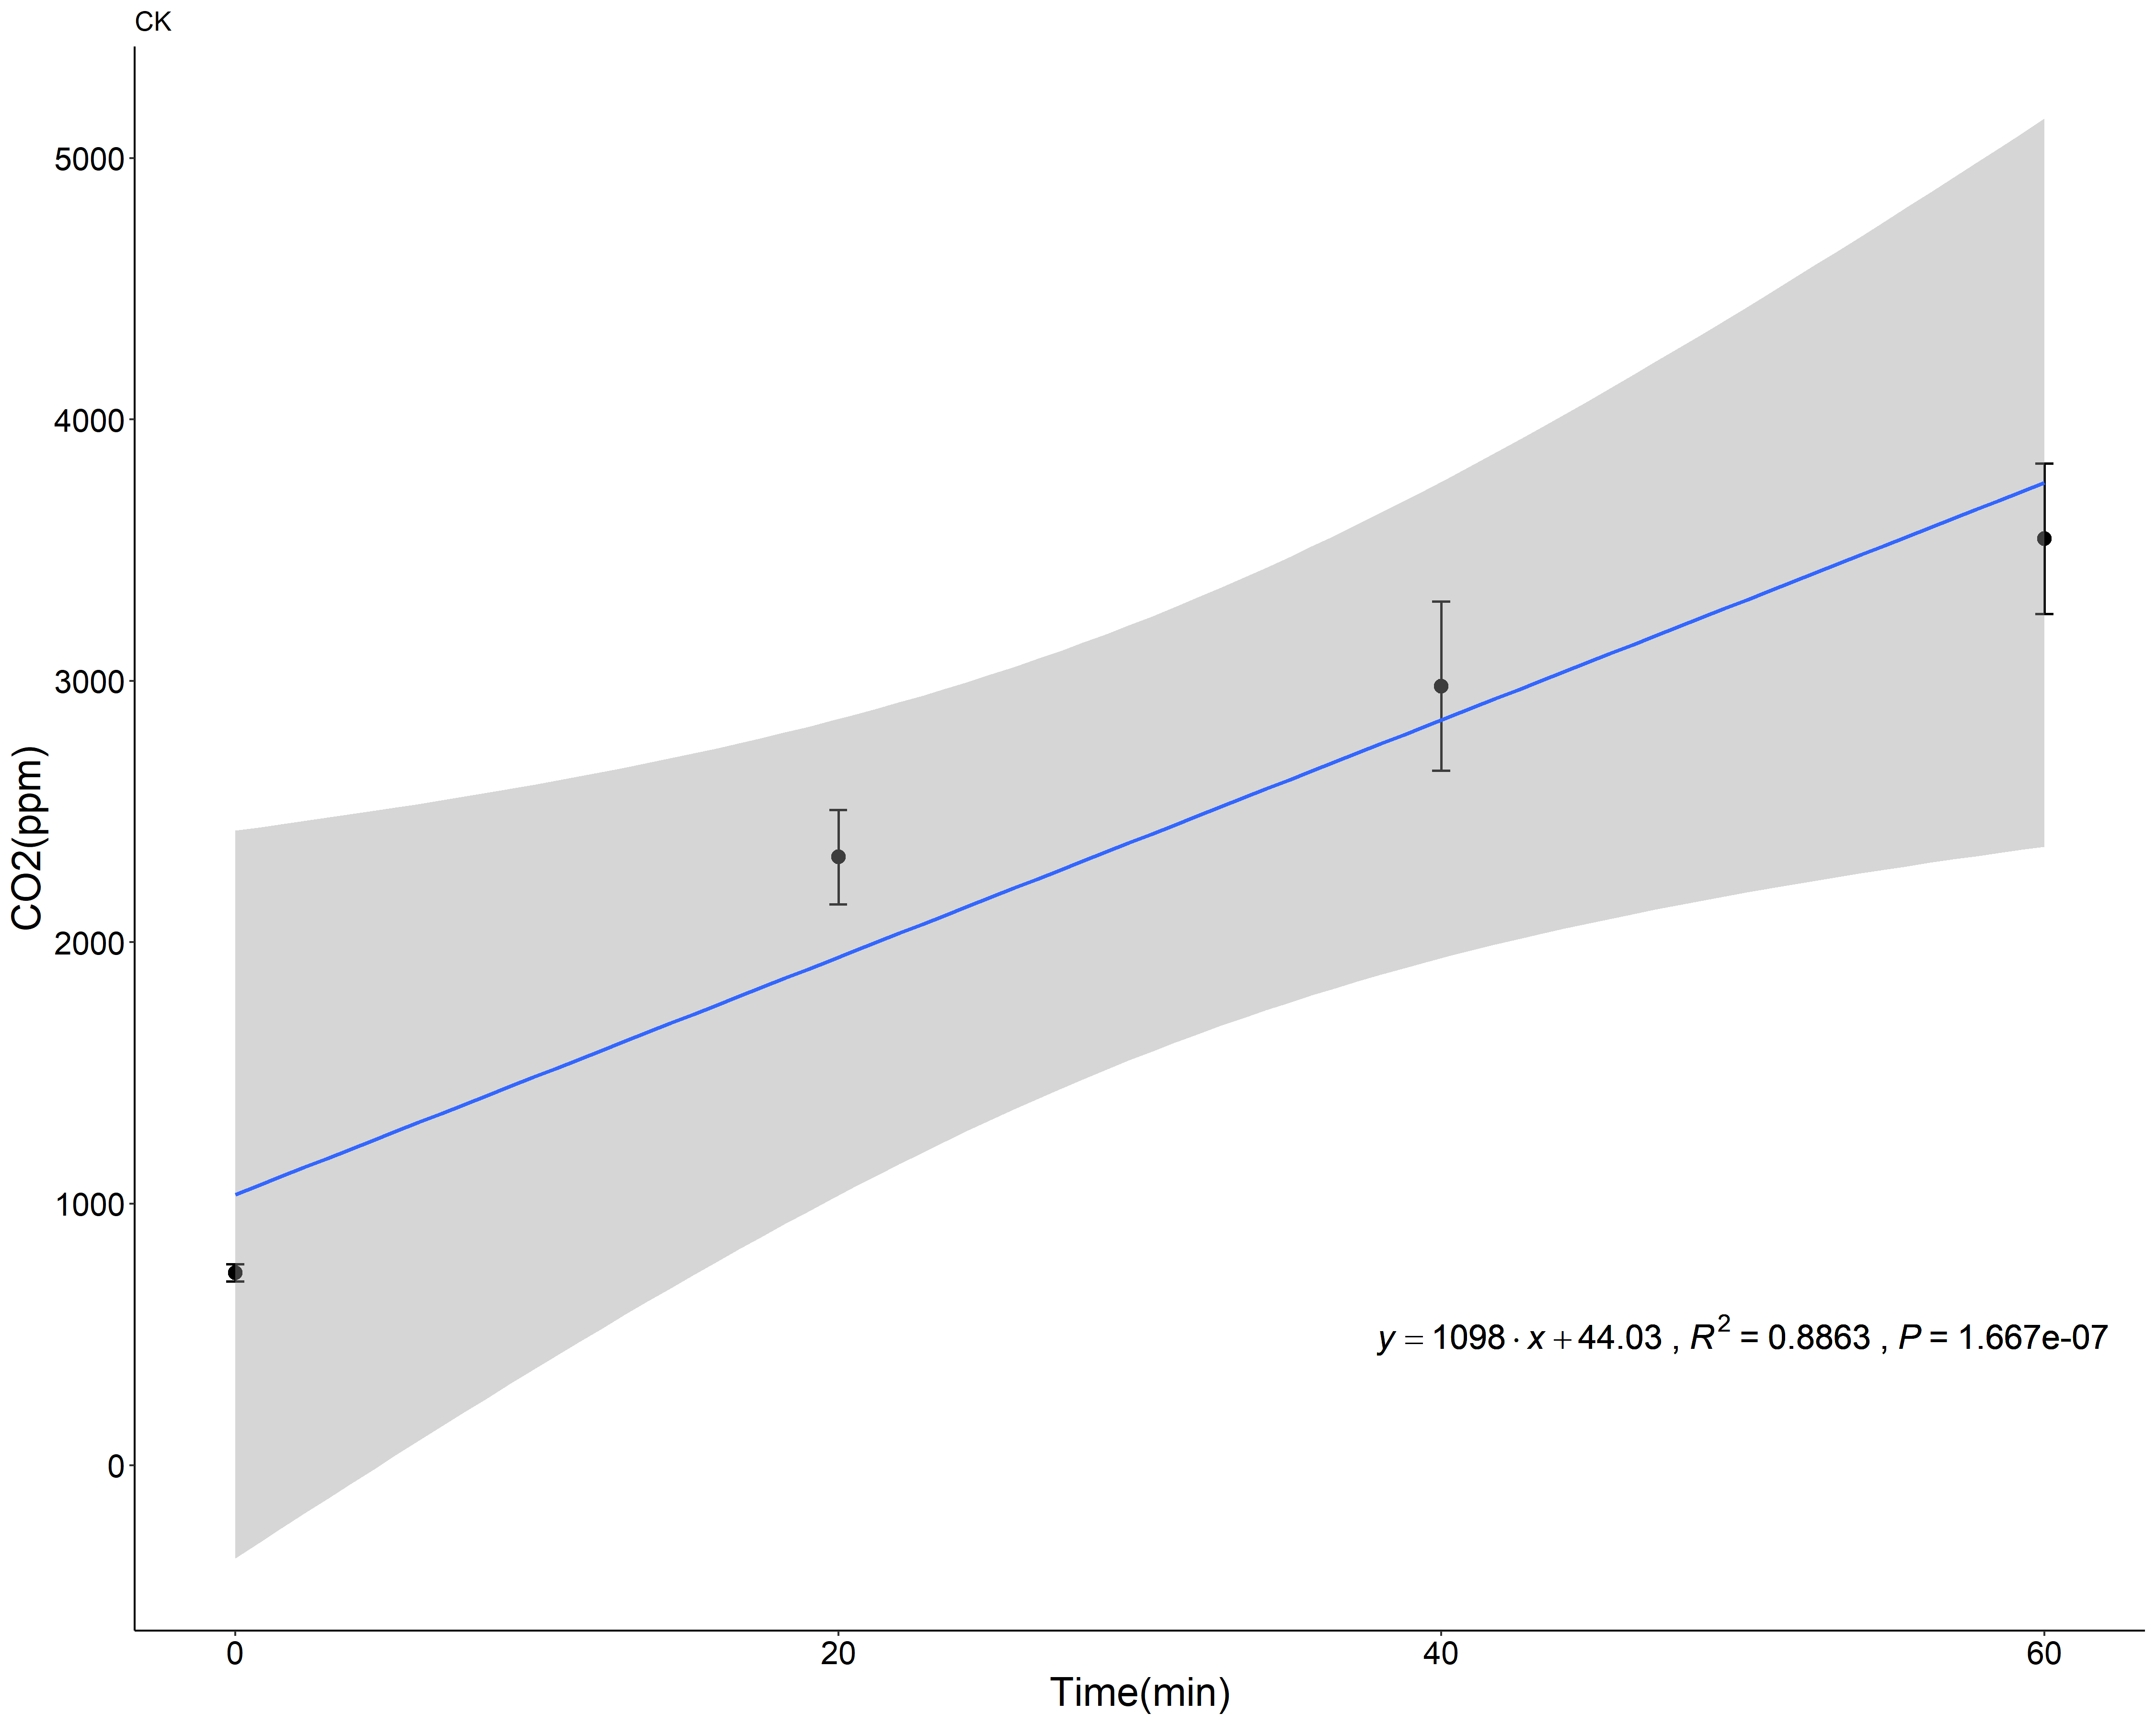 CK
5000
4000
3000
2000
1000
0
CO2(ppm)
y = 1098 · x + 44.03 , R² = 0.8863 , P = 1.667e-07
0 20 40 60
Time(min)